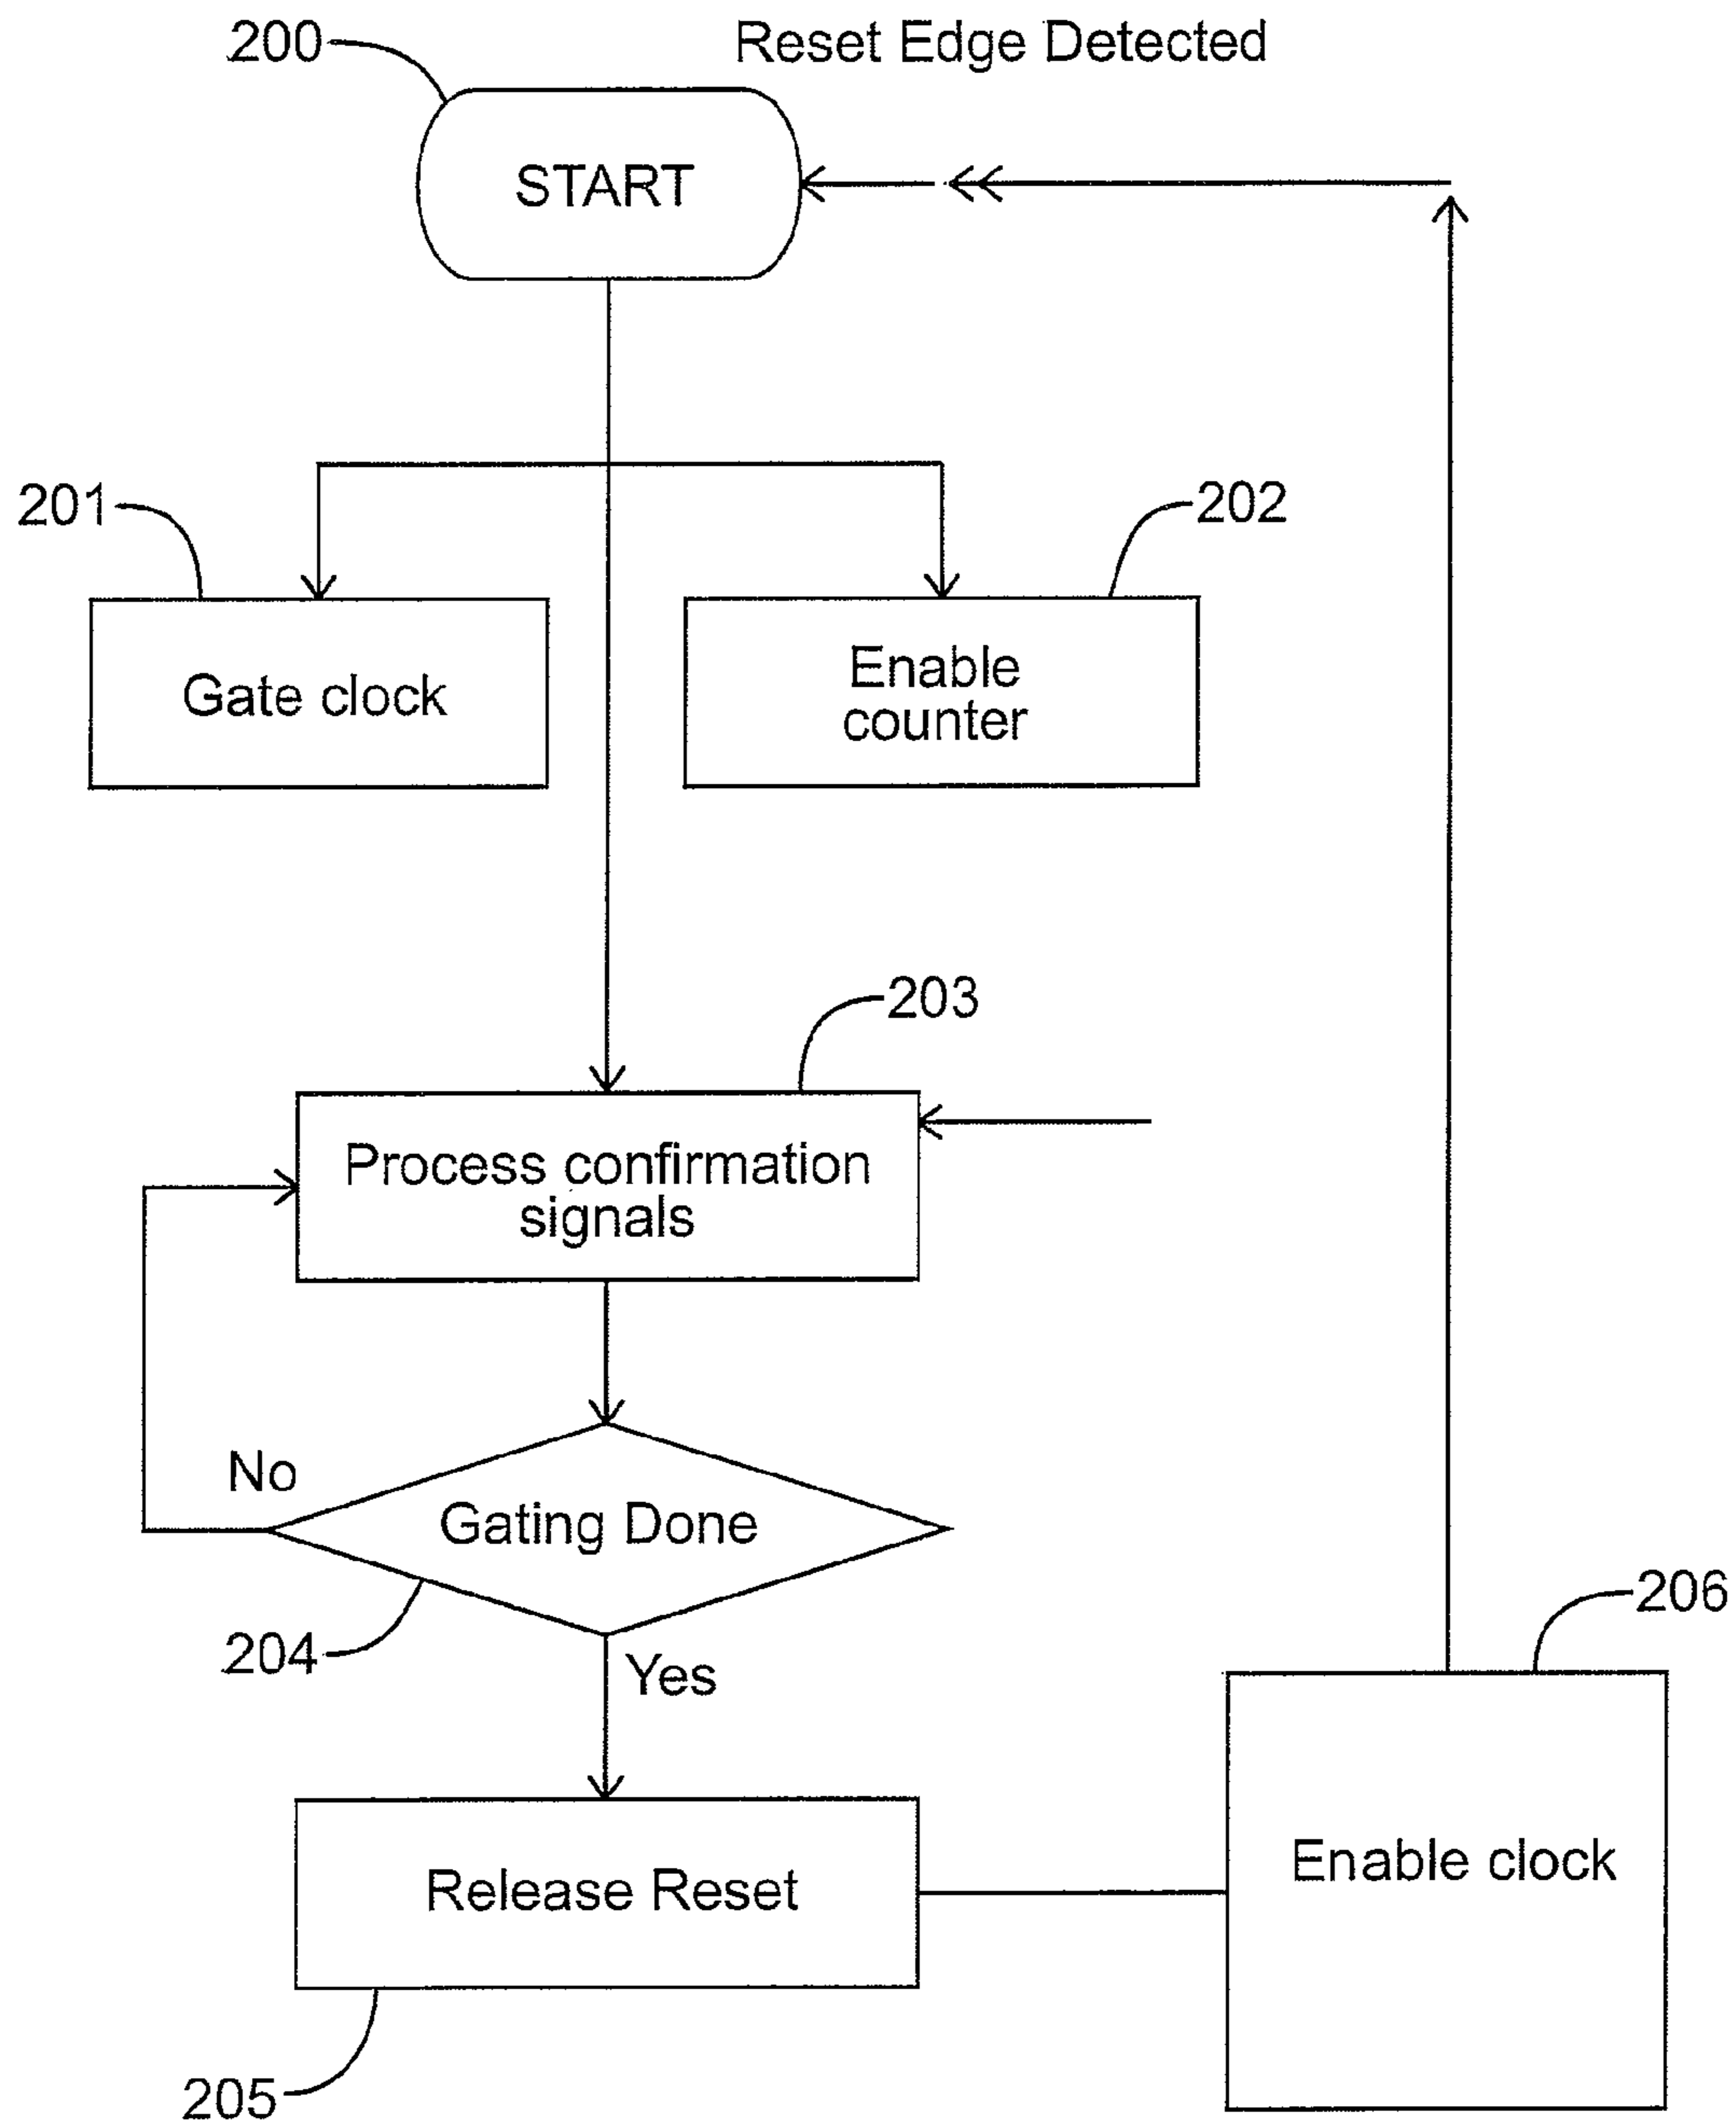 200
Reset Edge Detected
START
201
202
Gate clock
Enable
counter
203
Process confirmation
signals
No
Gating Done
204
Yes
206
Release Reset
Enable clock
205